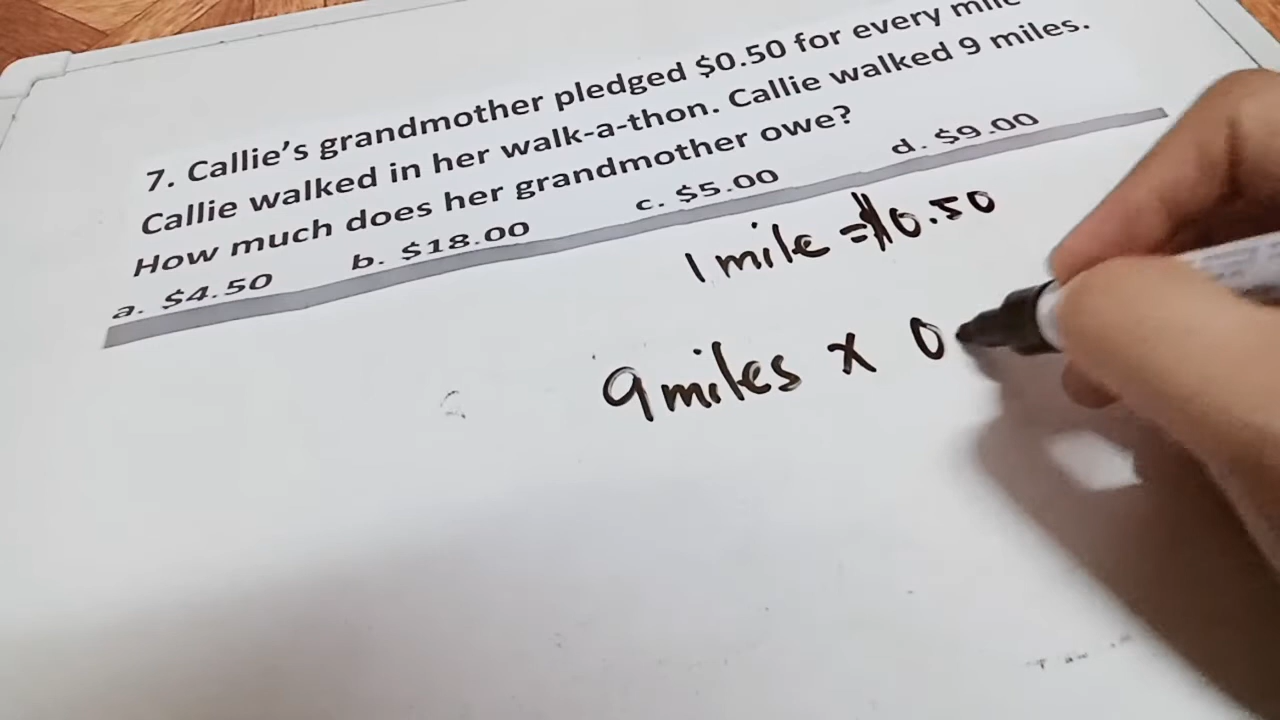 7. Callie's grandmother pledged $0.50 for every mile
Callie walked in her walk-a-thon. Callie walked 9 miles.
How much does her grandmother owe?
a. $4.50 b. $18.00 c. $5.00 d. $9.00
1 mile = $0.50
9 miles x 0